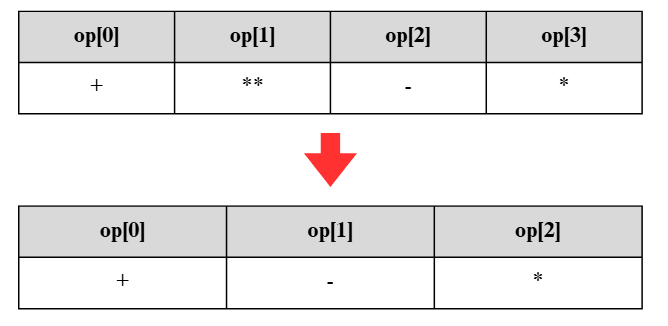 op[0] op[1] op[2] op[3]
+ ** - *
op[0] op[1] op[2]
+ - *